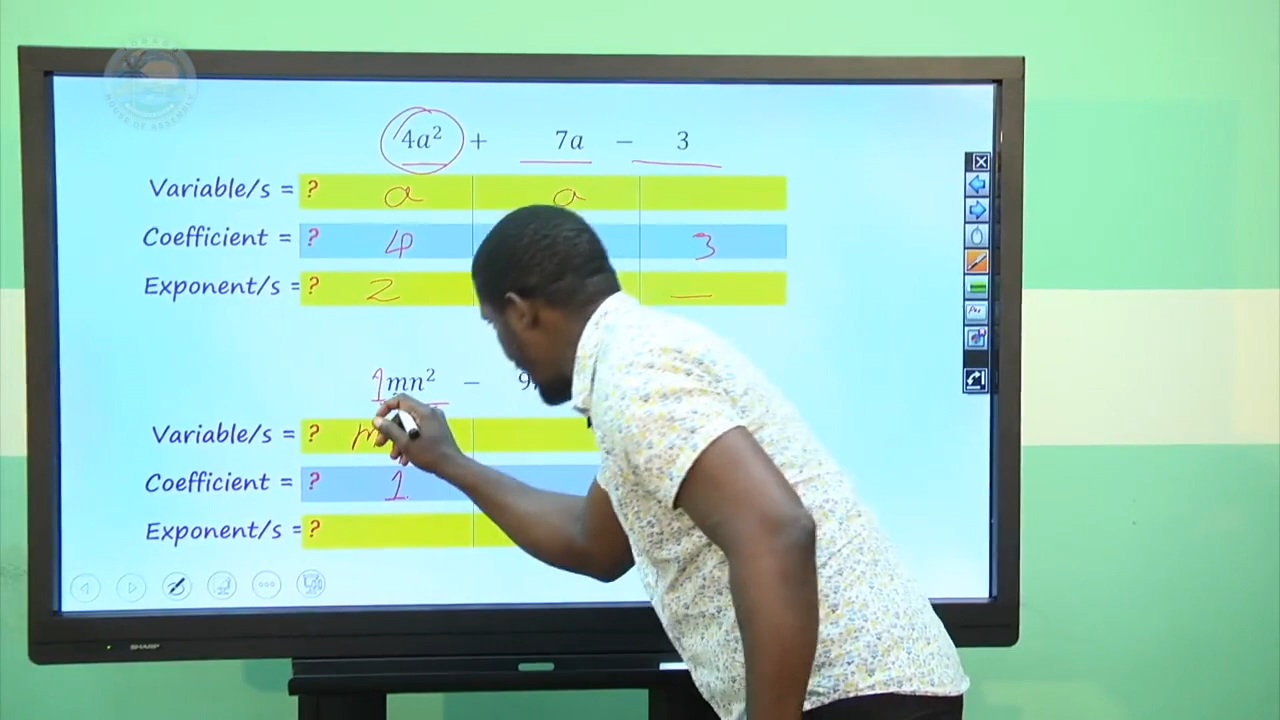 4a² + 7a − 3
Variable/s = ? a a
Coefficient = ? 4 3
Exponent/s = ? 2 —
1mn² − 9
Variable/s = ? m
Coefficient = ? 1
Exponent/s = ?
SHARP